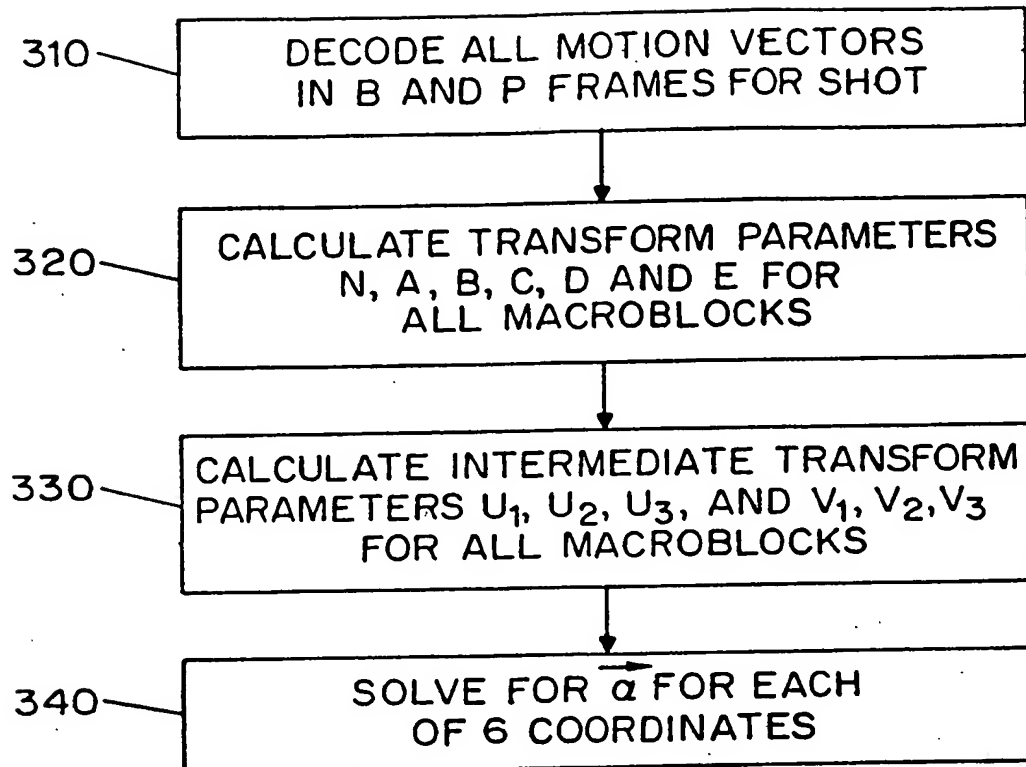 310
DECODE ALL MOTION VECTORS
IN B AND P FRAMES FOR SHOT
320
CALCULATE TRANSFORM PARAMETERS
N, A, B, C, D AND E FOR
ALL MACROBLOCKS
330
CALCULATE INTERMEDIATE TRANSFORM
PARAMETERS U₁, U₂, U₃, AND V₁, V₂, V₃
FOR ALL MACROBLOCKS
340
SOLVE FOR α⃗ FOR EACH
OF 6 COORDINATES